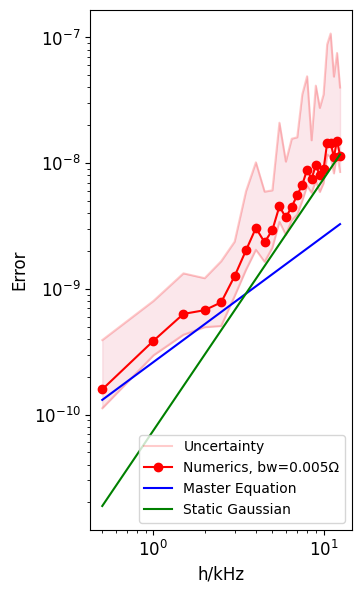 10⁻⁷
10⁻⁸
10⁻⁹
10⁻¹⁰
Error
Uncertainty
Numerics, bw=0.005Ω
Master Equation
Static Gaussian
10⁰ 10¹
h/kHz